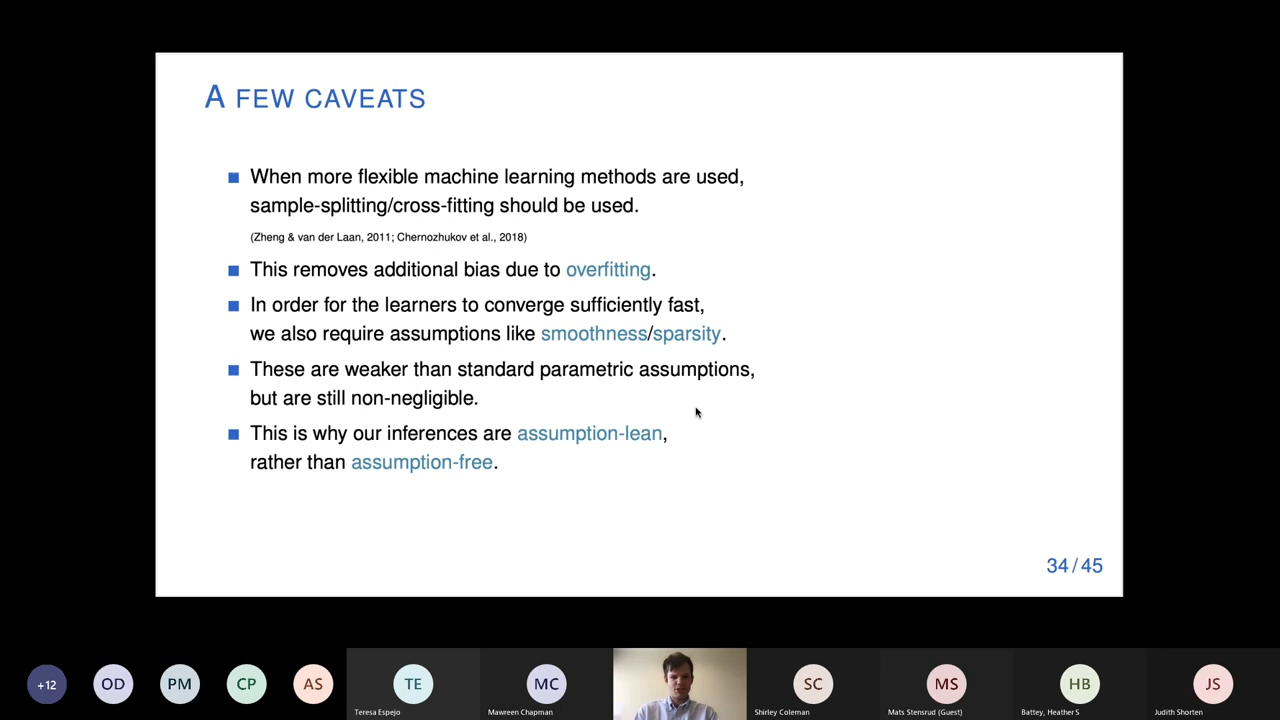 A FEW CAVEATS
When more flexible machine learning methods are used,
sample-splitting/cross-fitting should be used.
(Zheng & van der Laan, 2011; Chernozhukov et al., 2018)
This removes additional bias due to overfitting.
In order for the learners to converge sufficiently fast,
we also require assumptions like smoothness/sparsity.
These are weaker than standard parametric assumptions,
but are still non-negligible.
This is why our inferences are assumption-lean,
rather than assumption-free.
34/45
+12
OD
PM
CP
AS
TE
MC
SC
MS
HB
JS
Teresa Espejo
Mawreen Chapman
Shirley Coleman
Mats Stensrud (Guest)
Battey, Heather S
Judith Shorten